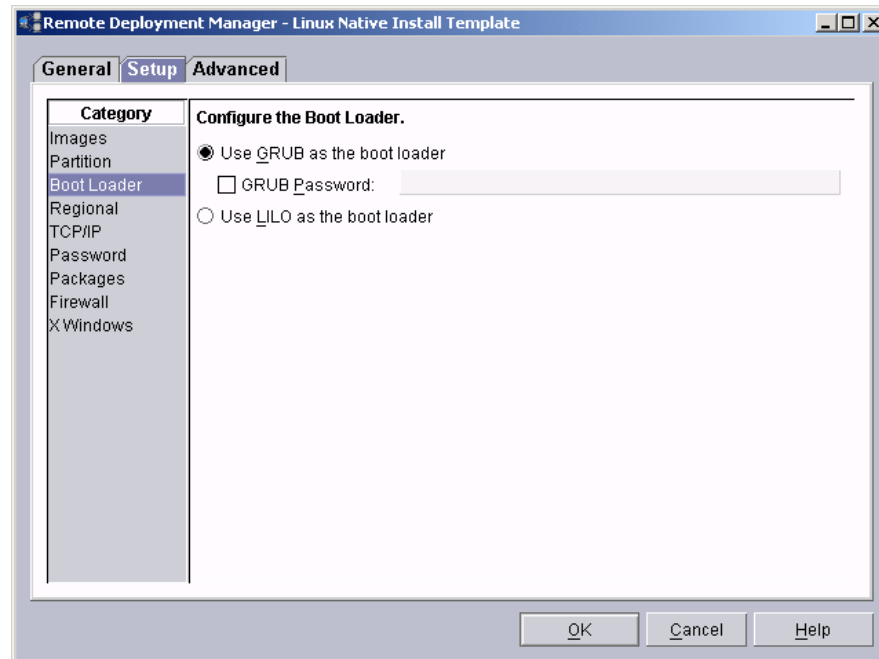 Remote Deployment Manager - Linux Native Install Template
General Setup Advanced
Category
Images
Partition
Boot Loader
Regional
TCP/IP
Password
Packages
Firewall
X Windows
Configure the Boot Loader.
Use GRUB as the boot loader
GRUB Password:
Use LILO as the boot loader
OK Cancel Help